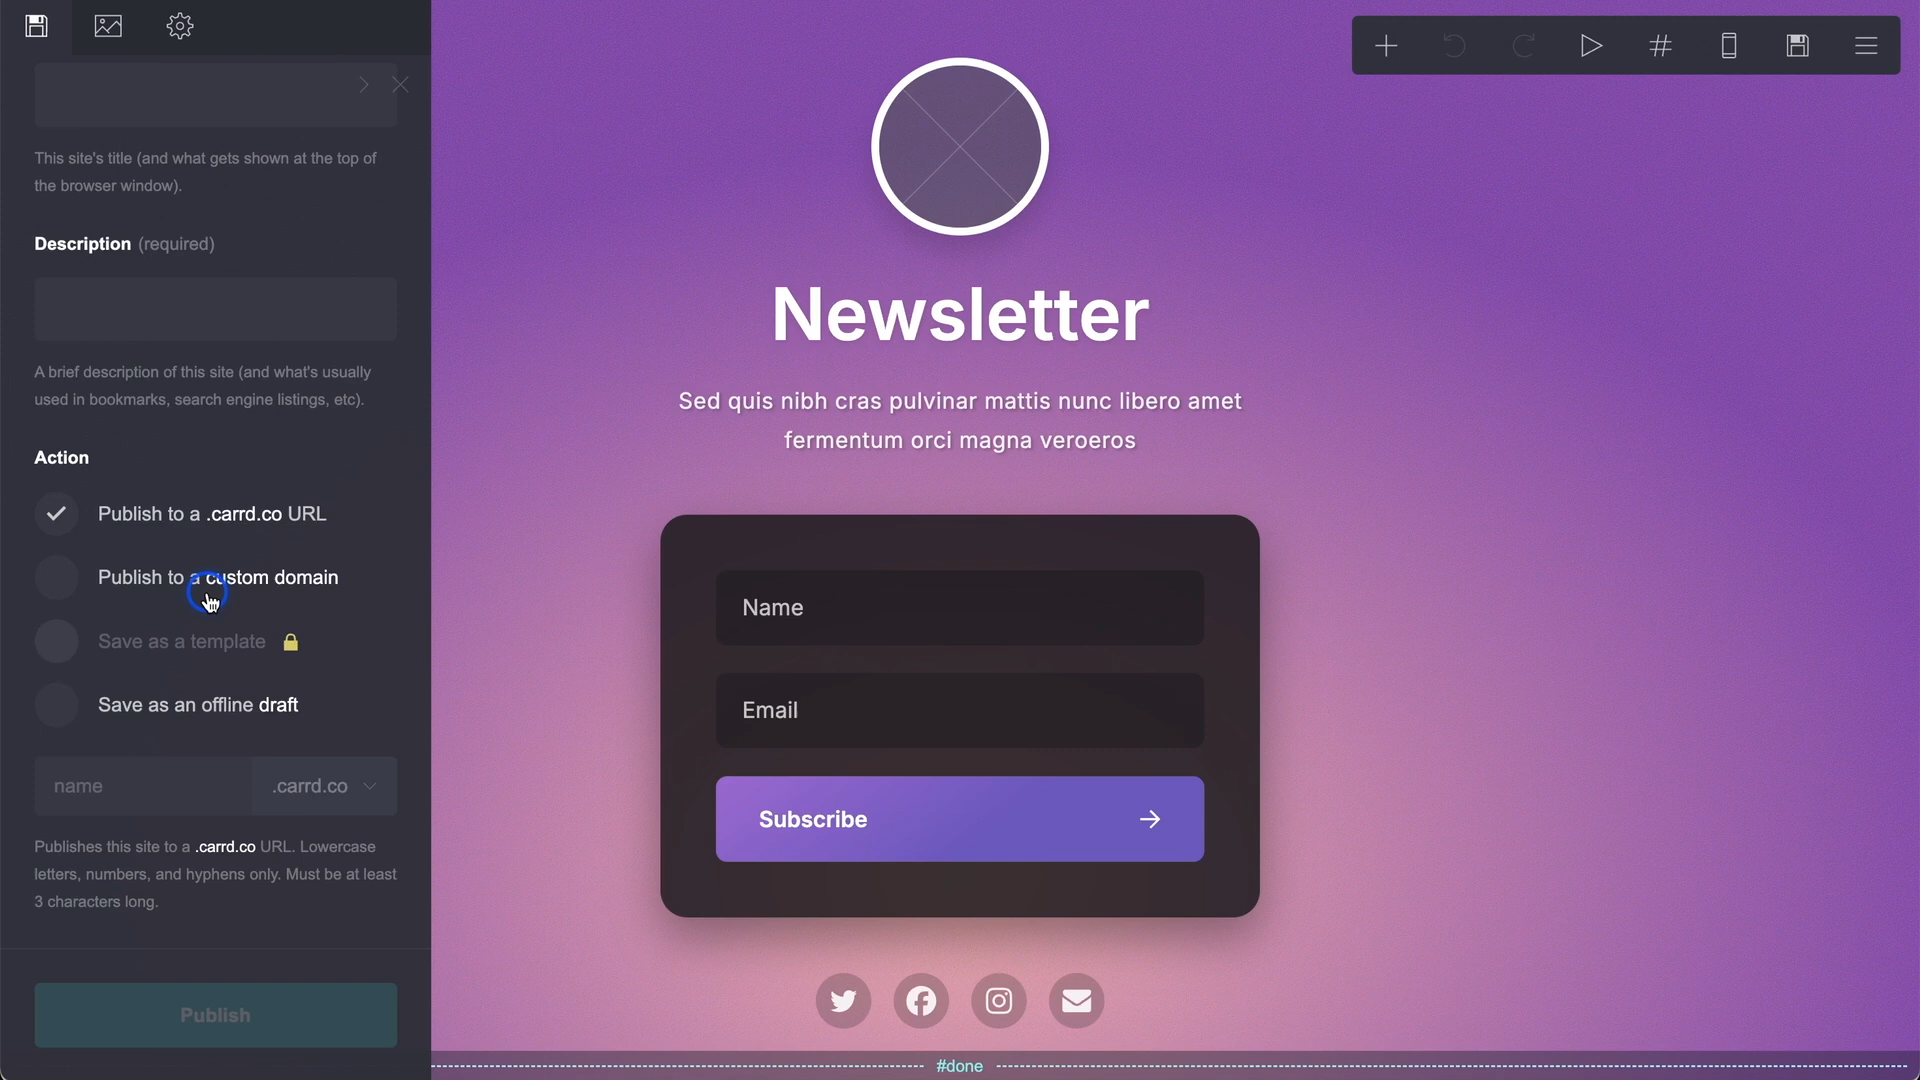 This site's title (and what gets shown at the top of
the browser window).
Description (required)
A brief description of this site (and what's usually
used in bookmarks, search engine listings, etc).
Action
Publish to a .carrd.co URL
Publish to a custom domain
Save as a template
Save as an offline draft
name
.carrd.co
Publishes this site to a .carrd.co URL. Lowercase
letters, numbers, and hyphens only. Must be at least
3 characters long.
Publish
Newsletter
Sed quis nibh cras pulvinar mattis nunc libero amet
fermentum orci magna veroeros
Name
Email
Subscribe
#done